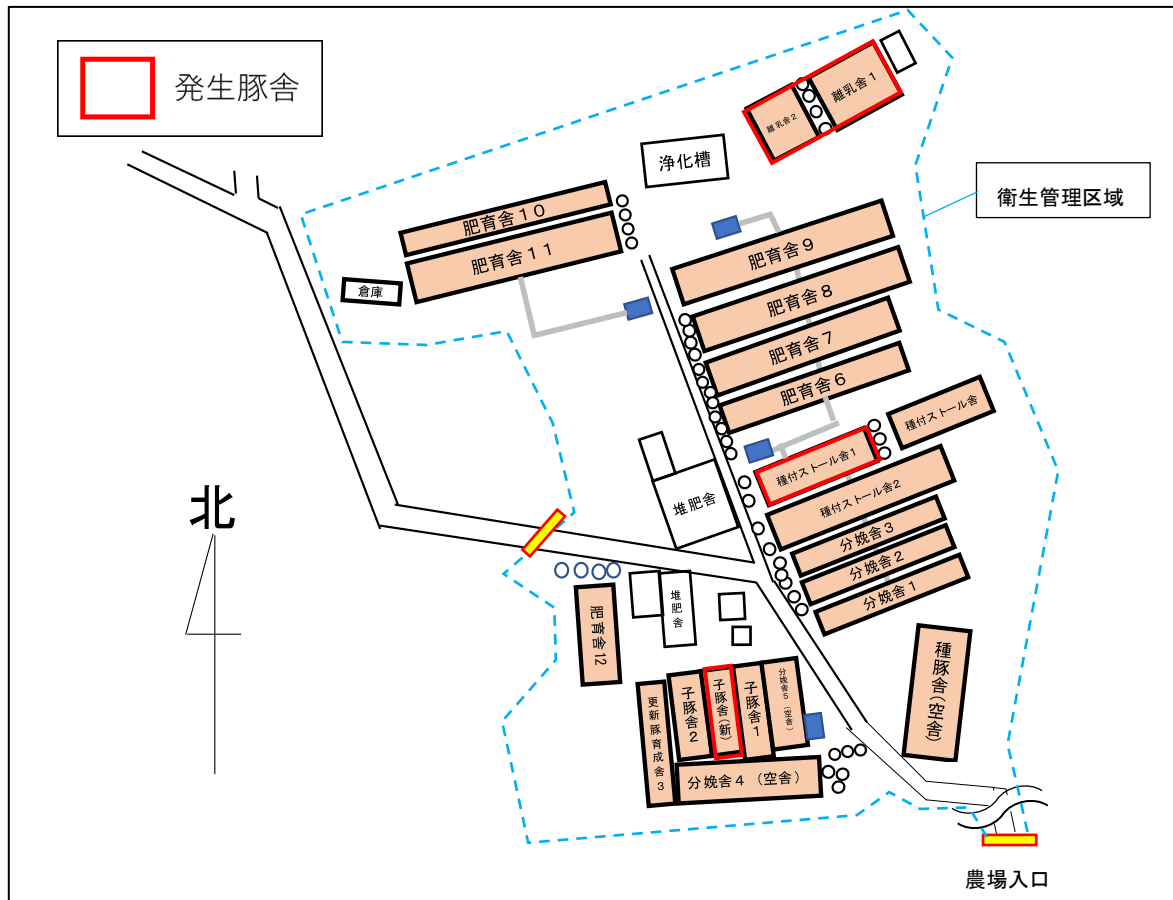 発生豚舎
離乳舎1
離乳舎2
浄化槽
衛生管理区域
肥育舎10
肥育舎11
倉庫
肥育舎9
肥育舎8
肥育舎7
肥育舎6
種付ストール舎
種付ストール舎1
種付ストール舎2
堆肥舎
北
分娩舎3
分娩舎2
分娩舎1
堆肥舎
肥育舎12
種豚舎(空舎)
更新豚育成舎3
子豚舎2
子豚舎(新)
子豚舎1
分娩舎5 (空舎)
分娩舎4 (空舎)
農場入口